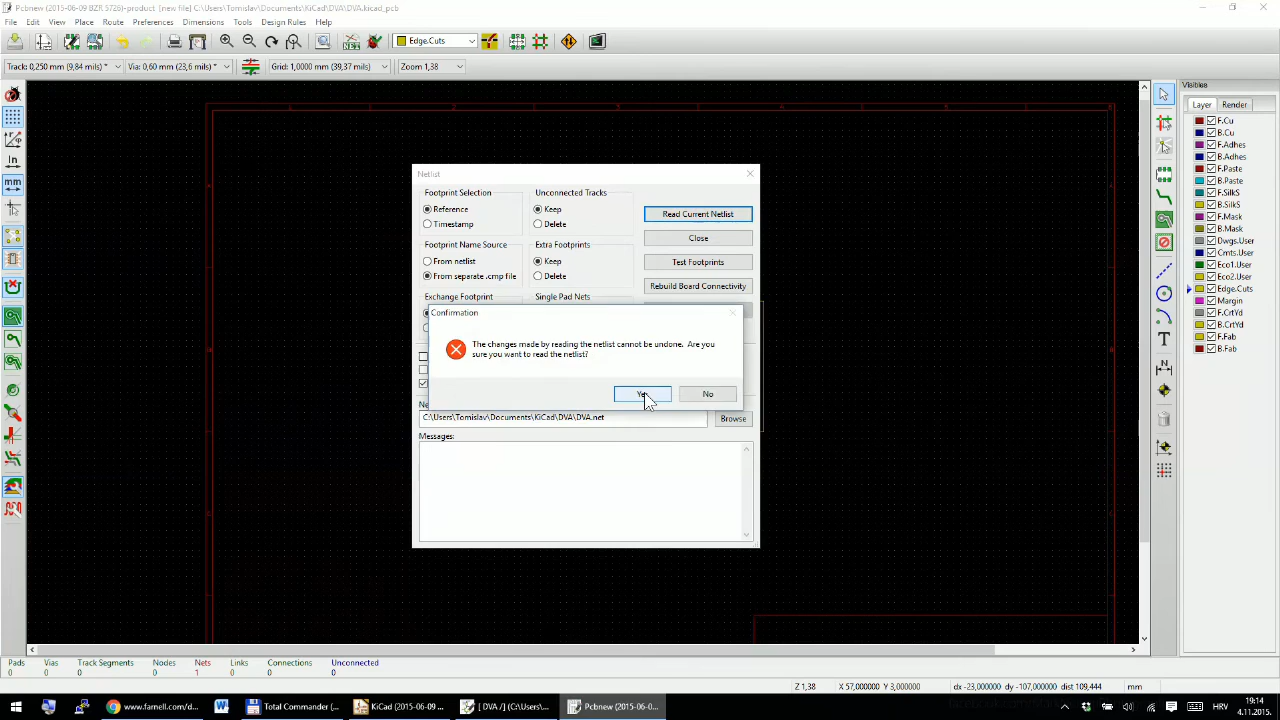 Pcbnew (2015-06-09 BZR 5726)-product [new file] C:\Users\Tomislav\Documents\KiCad\DVA\DVA.kicad_pcb
File Edit View Place Route Preferences Dimensions Tools Design Rules Help
NET Edge.Cuts
Track: 0,250 mm (9,84 mils) * Via: 0,60 mm (23,6 mils) * Grid: 1,0000 mm (39,37 mils) Zoom 1,38
Visibles
Layer Render
F.Cu
B.Cu
F.Adhes
B.Adhes
F.Paste
B.Paste
F.SilkS
B.SilkS
F.Mask
B.Mask
Dwgs.User
Cmts.User
Eco1.User
Eco2.User
Edge.Cuts
Margin
F.CrtYd
B.CrtYd
F.Fab
B.Fab
In
mm
Netlist
Footprint Selection
Reference
Timestamp
Unconnected Tracks
Keep
Delete
Read Current Netlist
Close
Footprint Name Source
From netlist
From separate .cmp file
Extra Footprints
Keep
Delete
Test Footprints
Rebuild Board Connectivity
Exchange Footprint
Single Pad Nets
Confirmation
The changes made by reading the netlist cannot be undone. Are you
sure you want to read the netlist?
No
C:\Users\Tomislav\Documents\KiCad\DVA\DVA.net
Browse
Messages:
Pads Vias Track Segments Nodes Nets Links Connections Unconnected
0 0 0 0 1 0 0 0
Z 1,38 X 57,000000 Y 3,000000 dx -23,0000 dy -107,0000 dist 109,444 mm
www.farnell.com/d... Total Commander (... KiCad (2015-06-09 ... [ DVA /] (C:\Users\... Pcbnew (2015-06-0...
HRV
19:14
4.11.2015.